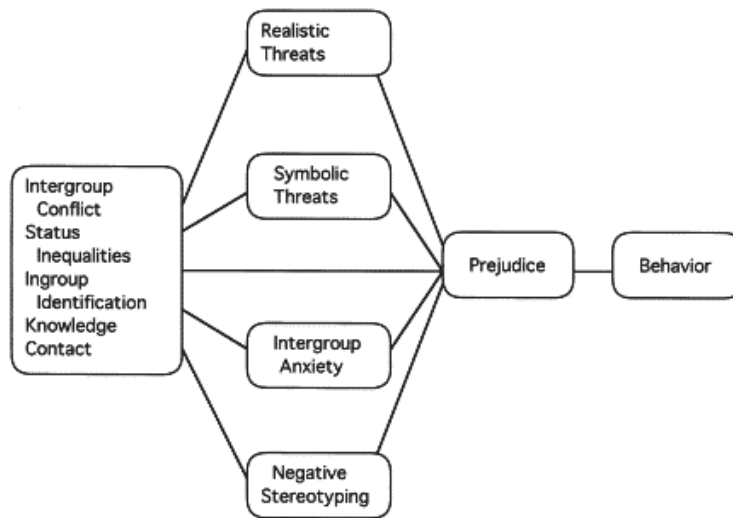 Realistic
Threats
Symbolic
Threats
Intergroup
Conflict
Status
Inequalities
Ingroup
Identification
Knowledge
Contact
Prejudice
Behavior
Intergroup
Anxiety
Negative
Stereotyping